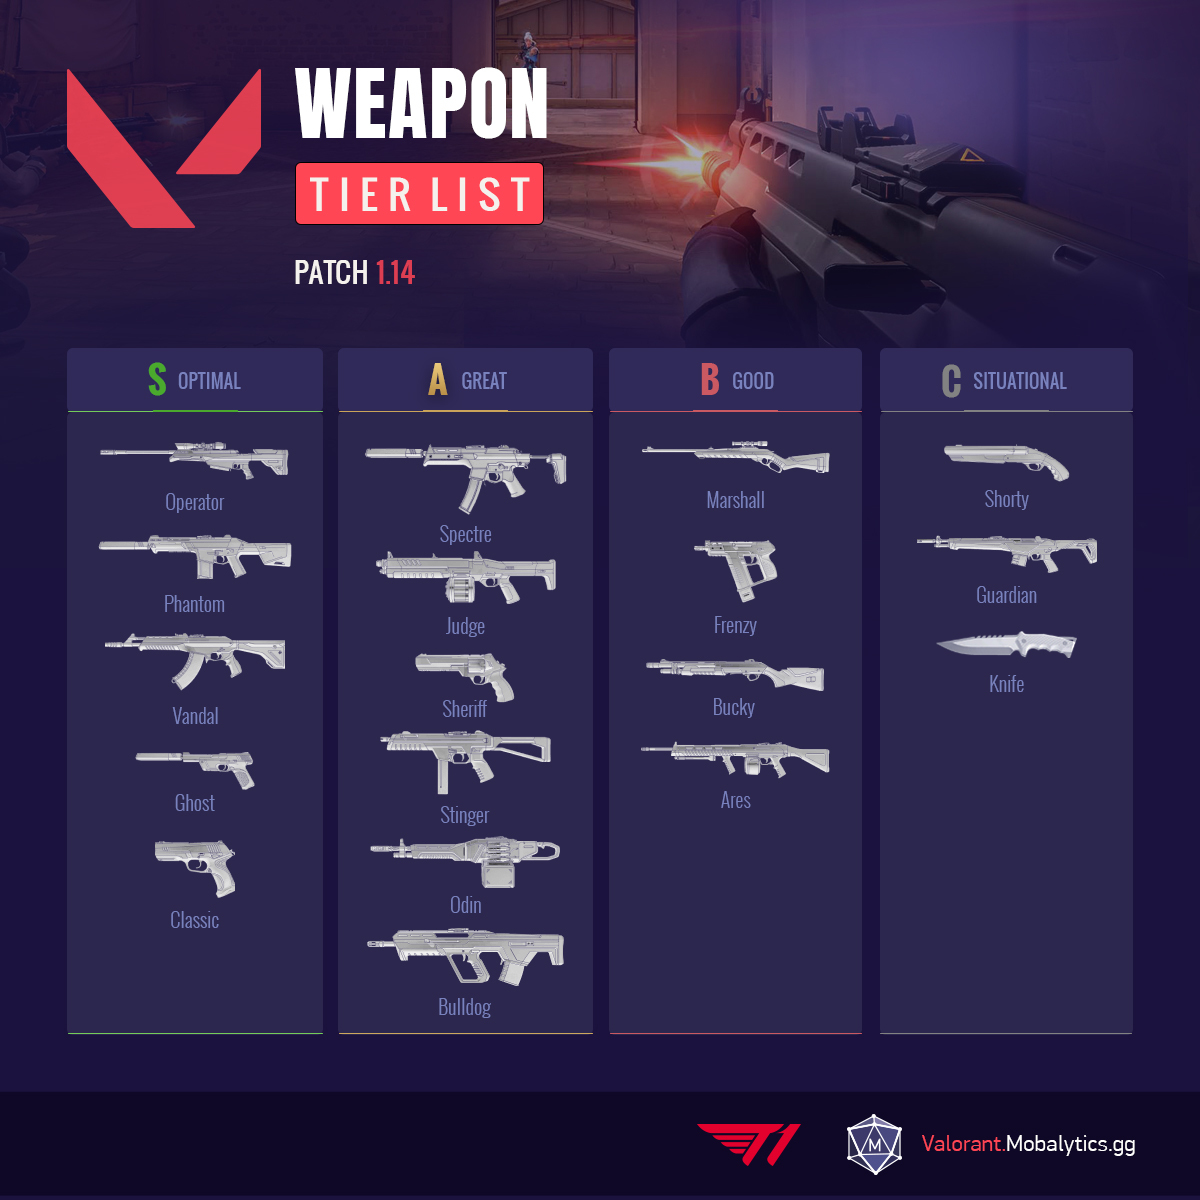 WEAPON
TIER LIST
PATCH 1.14
S OPTIMAL
Operator
Phantom
Vandal
Ghost
Classic
A GREAT
Spectre
Judge
Sheriff
Stinger
Odin
Bulldog
B GOOD
Marshall
Frenzy
Bucky
Ares
C SITUATIONAL
Shorty
Guardian
Knife
T1
M
Valorant.Mobalytics.gg